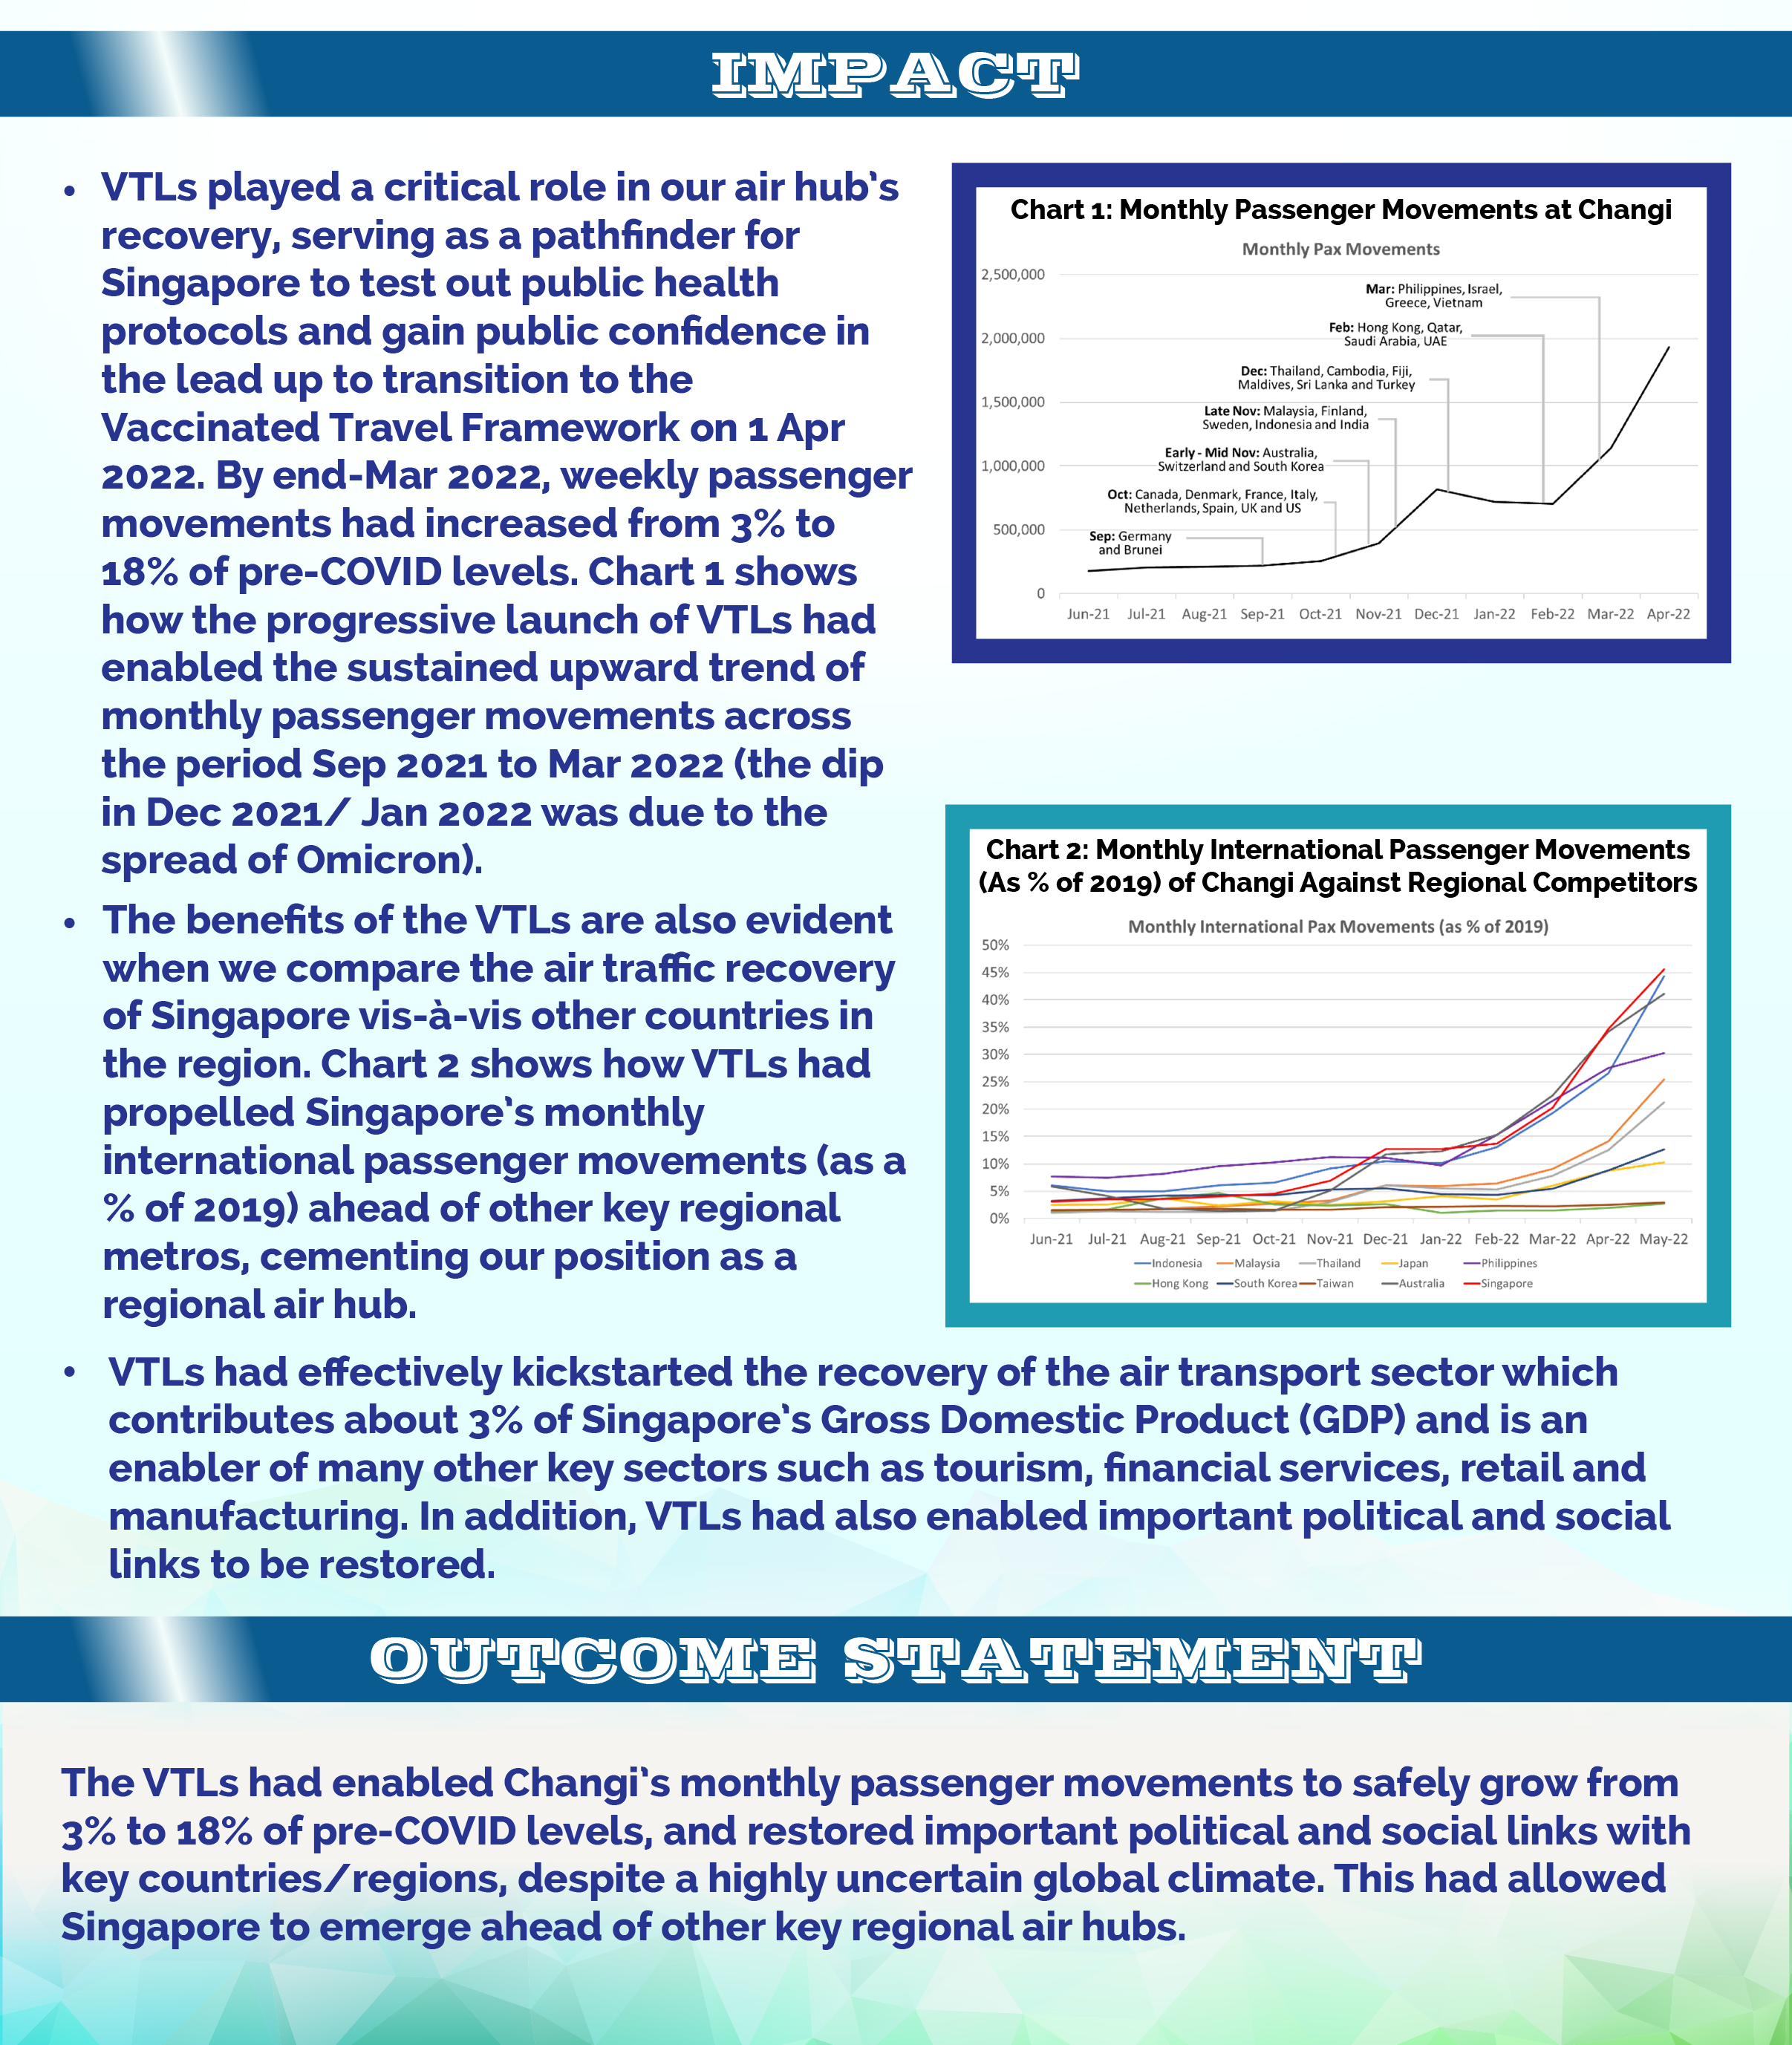 IMPACT
• VTLs played a critical role in our air hub’s
recovery, serving as a pathfinder for
Singapore to test out public health
protocols and gain public confidence in
the lead up to transition to the
Vaccinated Travel Framework on 1 Apr
2022. By end-Mar 2022, weekly passenger
movements had increased from 3% to
18% of pre-COVID levels. Chart 1 shows
how the progressive launch of VTLs had
enabled the sustained upward trend of
monthly passenger movements across
the period Sep 2021 to Mar 2022 (the dip
in Dec 2021/ Jan 2022 was due to the
spread of Omicron).
• The benefits of the VTLs are also evident
when we compare the air traffic recovery
of Singapore vis-à-vis other countries in
the region. Chart 2 shows how VTLs had
propelled Singapore’s monthly
international passenger movements (as a
% of 2019) ahead of other key regional
metros, cementing our position as a
regional air hub.
Chart 1: Monthly Passenger Movements at Changi
Monthly Pax Movements
2,500,000
2,000,000
1,500,000
1,000,000
500,000
0
Mar: Philippines, Israel,
Greece, Vietnam
Feb: Hong Kong, Qatar,
Saudi Arabia, UAE
Dec: Thailand, Cambodia, Fiji,
Maldives, Sri Lanka and Turkey
Late Nov: Malaysia, Finland,
Sweden, Indonesia and India
Early - Mid Nov: Australia,
Switzerland and South Korea
Oct: Canada, Denmark, France, Italy,
Netherlands, Spain, UK and US
Sep: Germany
and Brunei
Jun-21 Jul-21 Aug-21 Sep-21 Oct-21 Nov-21 Dec-21 Jan-22 Feb-22 Mar-22 Apr-22
Chart 2: Monthly International Passenger Movements
(As % of 2019) of Changi Against Regional Competitors
Monthly International Pax Movements (as % of 2019)
50%
45%
40%
35%
30%
25%
20%
15%
10%
5%
0%
Jun-21 Jul-21 Aug-21 Sep-21 Oct-21 Nov-21 Dec-21 Jan-22 Feb-22 Mar-22 Apr-22 May-22
Indonesia Malaysia Thailand Japan Philippines
Hong Kong South Korea Taiwan Australia Singapore
• VTLs had effectively kickstarted the recovery of the air transport sector which
contributes about 3% of Singapore’s Gross Domestic Product (GDP) and is an
enabler of many other key sectors such as tourism, financial services, retail and
manufacturing. In addition, VTLs had also enabled important political and social
links to be restored.
OUTCOME STATEMENT
The VTLs had enabled Changi’s monthly passenger movements to safely grow from
3% to 18% of pre-COVID levels, and restored important political and social links with
key countries/regions, despite a highly uncertain global climate. This had allowed
Singapore to emerge ahead of other key regional air hubs.